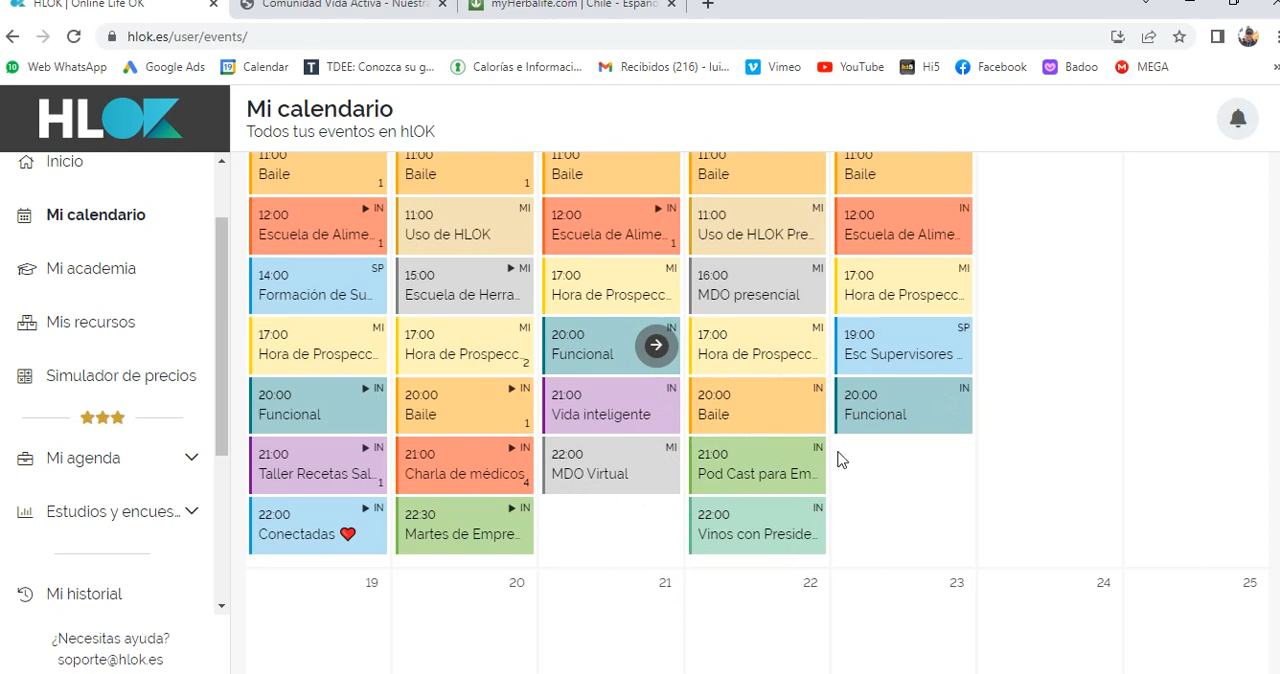 HLOK | Online Life OK
Comunidad Vida Activa - Nuestra
myHerbalife.com | Chile - Español
hlok.es/user/events/
10 Web WhatsApp
Google Ads
19 Calendar
T TDEE: Conozca su g...
Calorías e Informaci...
Recibidos (216) - lui...
Vimeo
YouTube
hi5 Hi5
Facebook
Badoo
MEGA
HLOK
Mi calendario
Todos tus eventos en hlOK
Inicio
Mi calendario
Mi academia
Mis recursos
Simulador de precios
Mi agenda
Estudios y encues...
Mi historial
¿Necesitas ayuda?
soporte@hlok.es
11:00 11:00 11:00 11:00 11:00
Baile 1 Baile 1 Baile Baile Baile
12:00 IN 11:00 MI 12:00 IN 11:00 MI 12:00 IN
Escuela de Alime... 1 Uso de HLOK Escuela de Alime... 1 Uso de HLOK Pre... Escuela de Alime...
14:00 SP 15:00 MI 17:00 MI 16:00 MI 17:00 MI
Formación de Su... Escuela de Herra... Hora de Prospecc... MDO presencial Hora de Prospecc...
17:00 MI 17:00 MI 20:00 IN 17:00 MI 19:00 SP
Hora de Prospecc... Hora de Prospecc... 2 Funcional Hora de Prospecc... Esc Supervisores ...
20:00 IN 20:00 IN 21:00 IN 20:00 IN 20:00 IN
Funcional Baile 1 Vida inteligente Baile Funcional
21:00 IN 21:00 IN 22:00 MI 21:00 IN
Taller Recetas Sal... 1 Charla de médicos 4 MDO Virtual Pod Cast para Em...
22:00 IN 22:30 IN 22:00 IN
Conectadas Martes de Empre... Vinos con Preside...
19 20 21 22 23 24 25